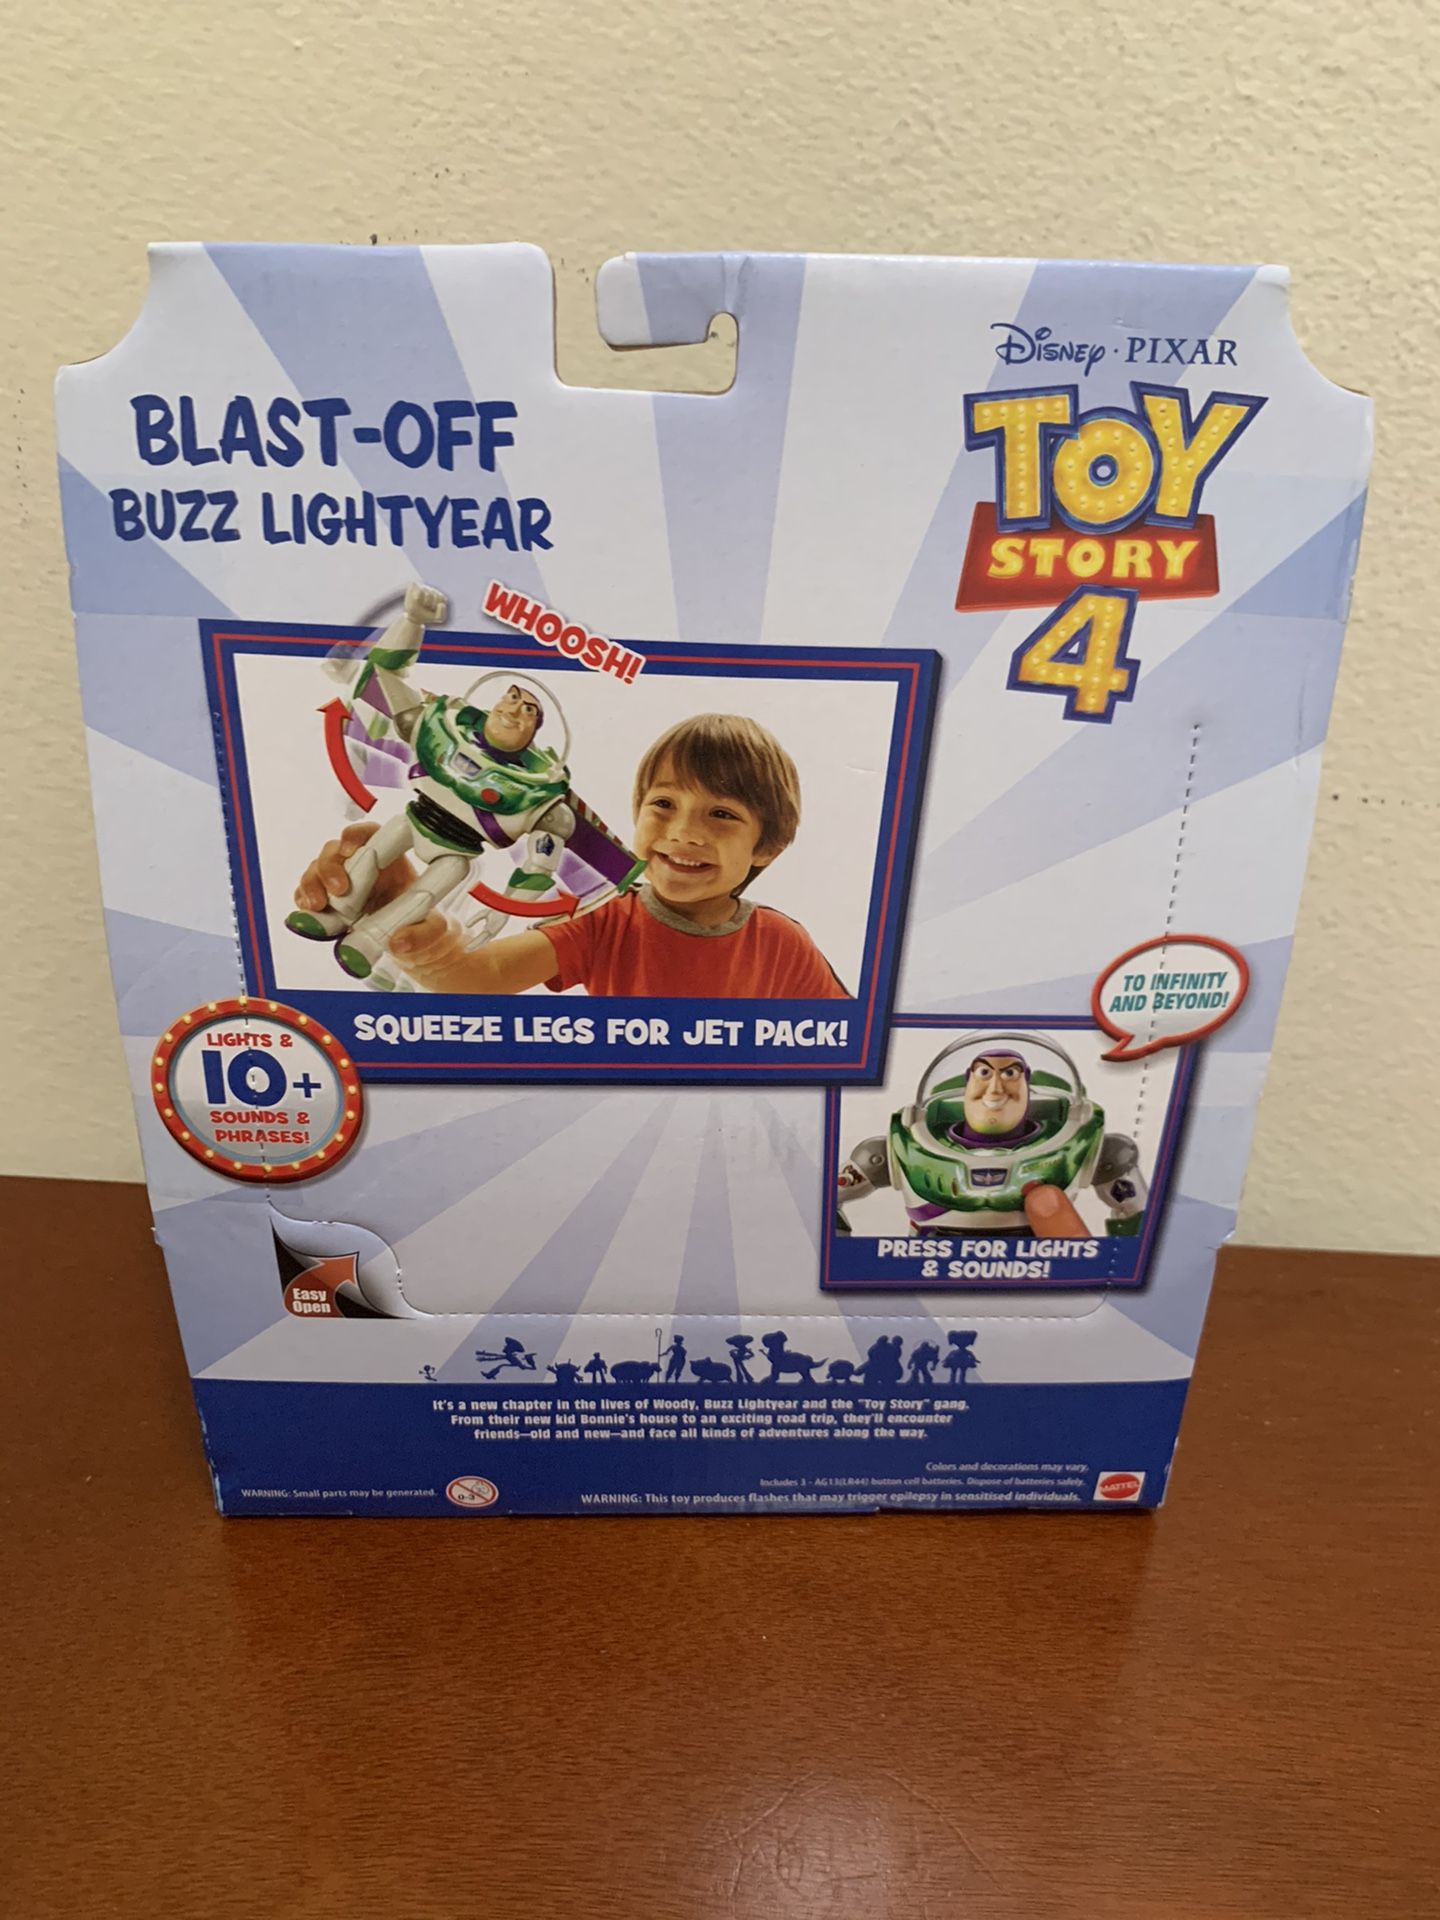 Disney · PIXAR
TOY
STORY
4
BLAST-OFF
BUZZ LIGHTYEAR
WHOOSH!
SQUEEZE LEGS FOR JET PACK!
LIGHTS &
10+
SOUNDS &
PHRASES!
TO INFINITY
AND BEYOND!
PRESS FOR LIGHTS
& SOUNDS!
Easy
Open
It's a new chapter in the lives of Woody, Buzz Lightyear and the "Toy Story" gang.
From their new kid Bonnie's house to an exciting road trip, they'll encounter
friends—old and new—and face all kinds of adventures along the way.
Colors and decorations may vary.
Includes 3 - AG13(LR44) button cell batteries. Dispose of batteries safely.
WARNING: Small parts may be generated.
0-3
WARNING: This toy produces flashes that may trigger epilepsy in sensitised individuals.
MATTEL